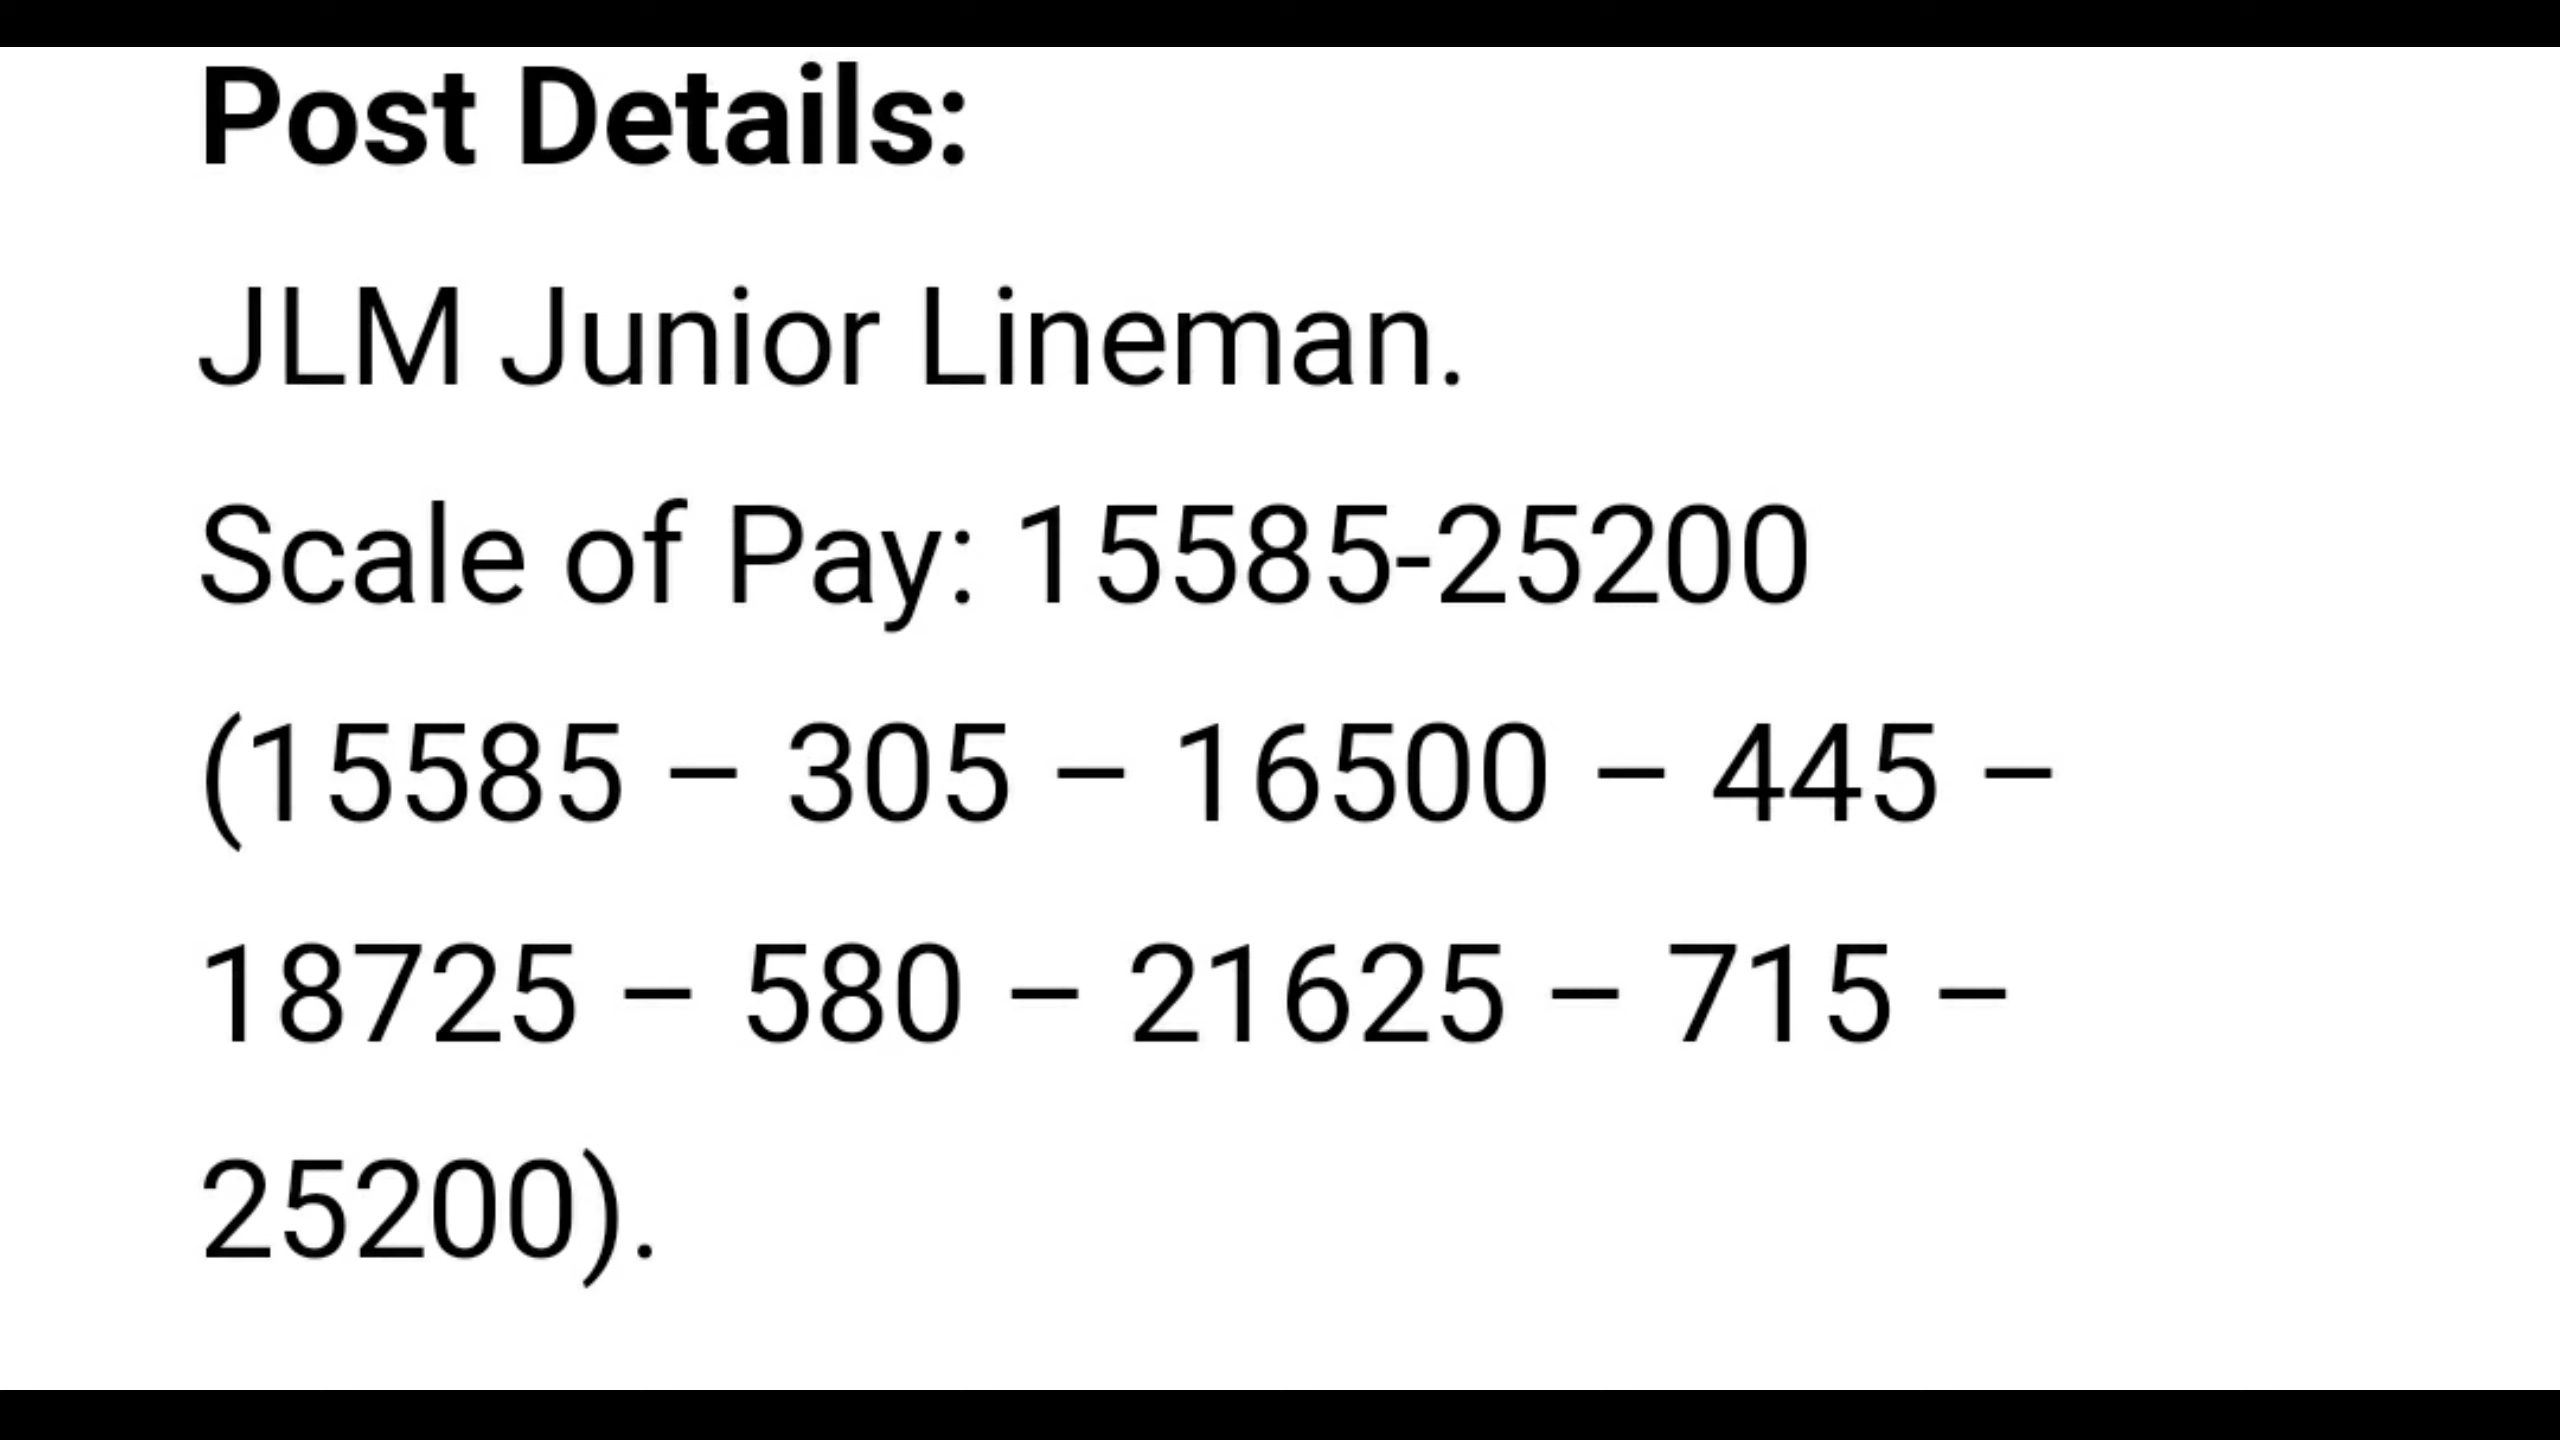 Post Details:
JLM Junior Lineman.
Scale of Pay: 15585-25200
(15585 – 305 – 16500 – 445 –
18725 – 580 – 21625 – 715 –
25200).